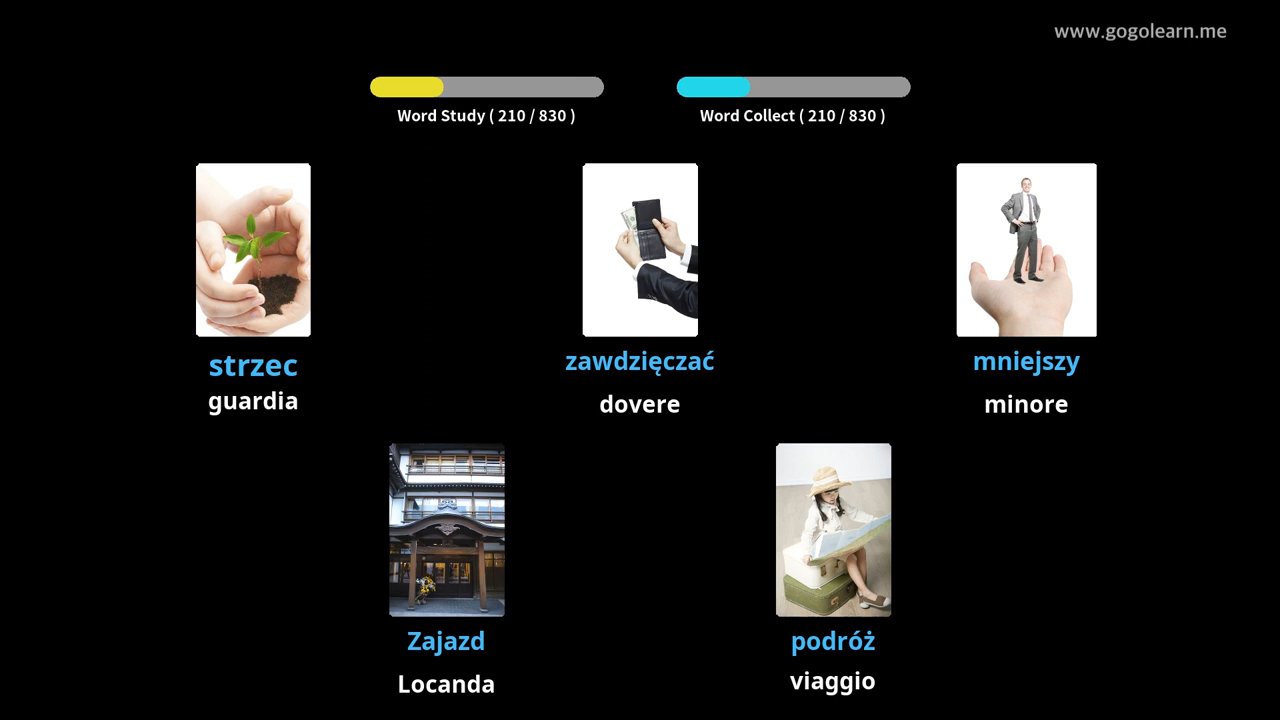 www.gogolearn.me
Word Study ( 210 / 830 )
Word Collect ( 210 / 830 )
strzec
guardia
zawdzięczać
dovere
mniejszy
minore
Zajazd
Locanda
podróż
viaggio